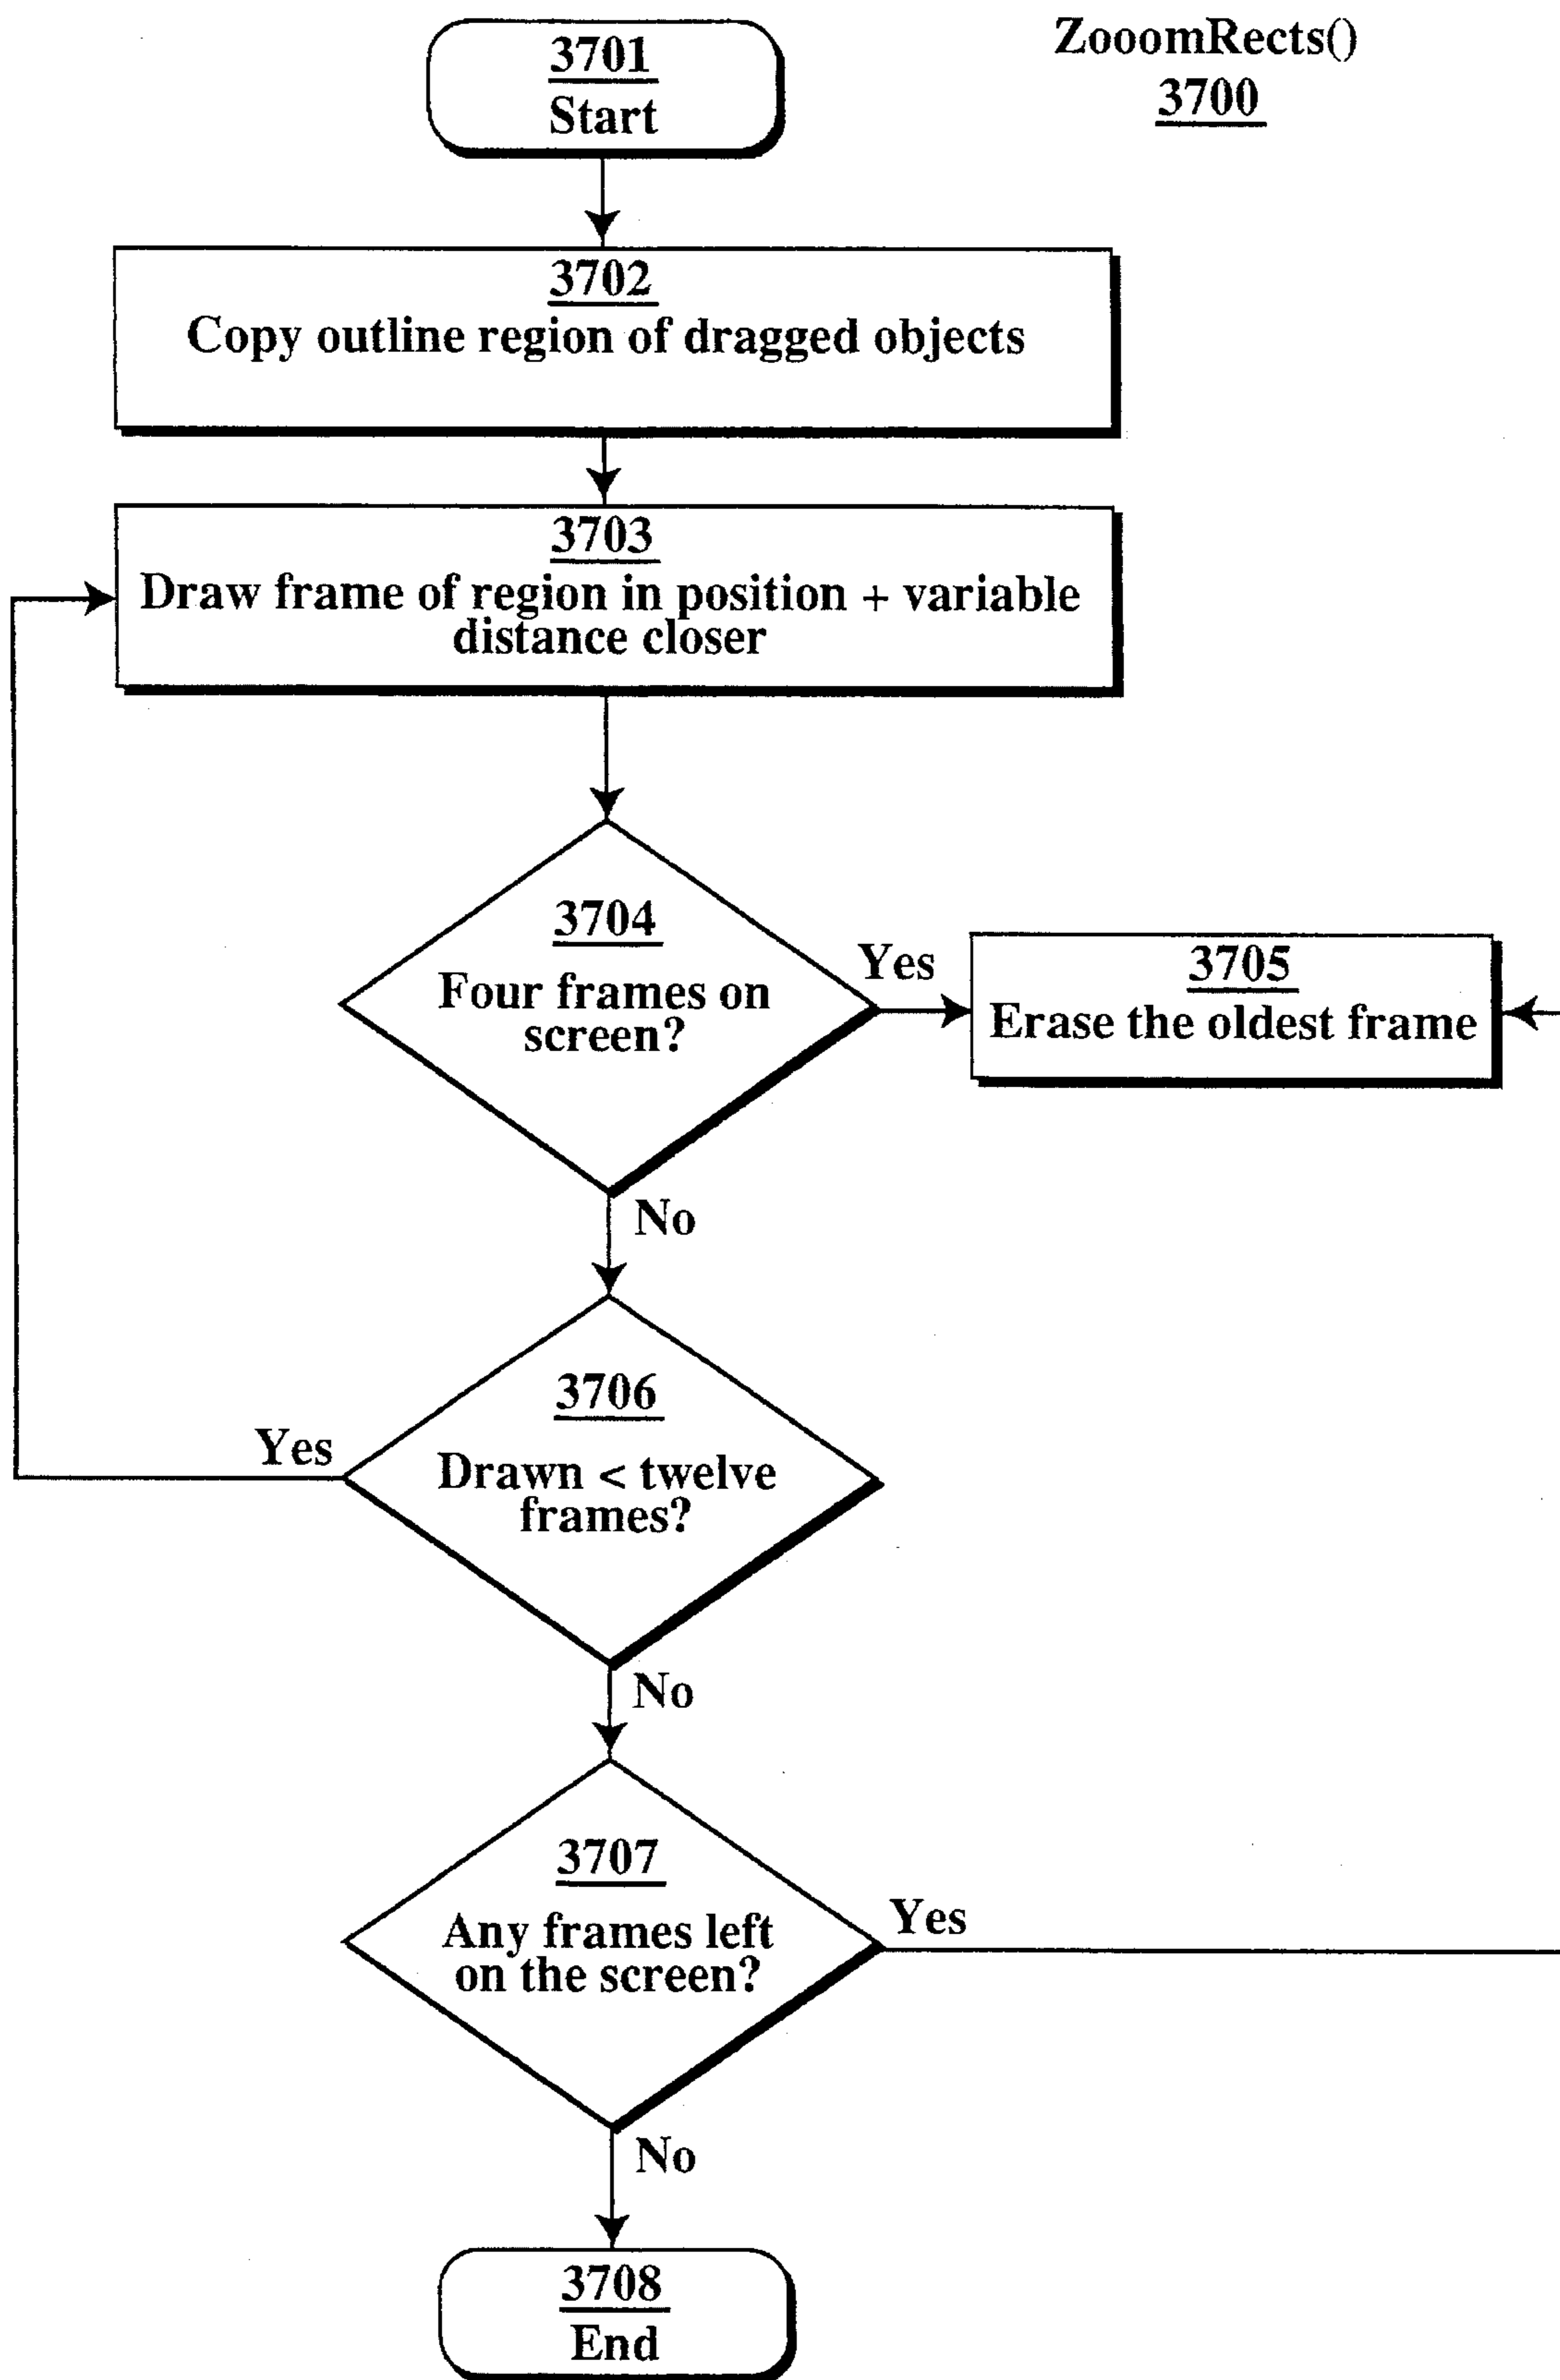 ZooomRects()
3700
3701
Start
3702
Copy outline region of dragged objects
3703
Draw frame of region in position + variable
distance closer
3704
Four frames on
screen?
Yes
3705
Erase the oldest frame
No
3706
Drawn < twelve
frames?
Yes
No
3707
Any frames left
on the screen?
Yes
No
3708
End